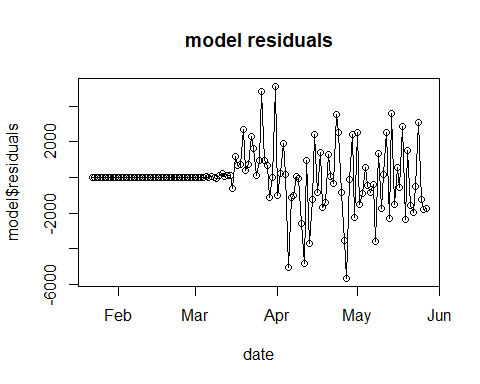 model residuals
model$residuals
2000
-2000
-6000
Feb Mar Apr May Jun
date